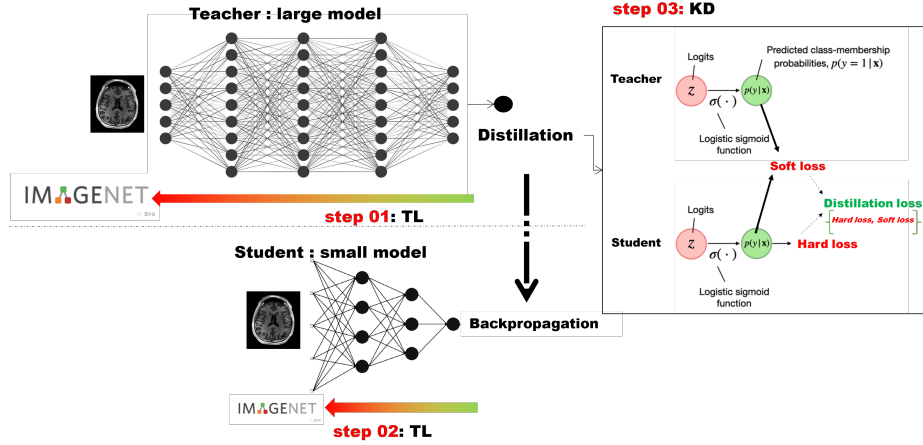 Teacher : large model
step 03: KD
Logits
Predicted class-membership
probabilities, p(y = 1|x)
Teacher
z
σ( · )
p(y|x)
Logistic sigmoid
function
Distillation
Soft loss
IMAGENET
step 01: TL
Distillation loss
Hard loss, Soft loss
Logits
Student
z
σ( · )
p(y|x)
Hard loss
Logistic sigmoid
function
Student : small model
Backpropagation
IMAGENET
step 02: TL